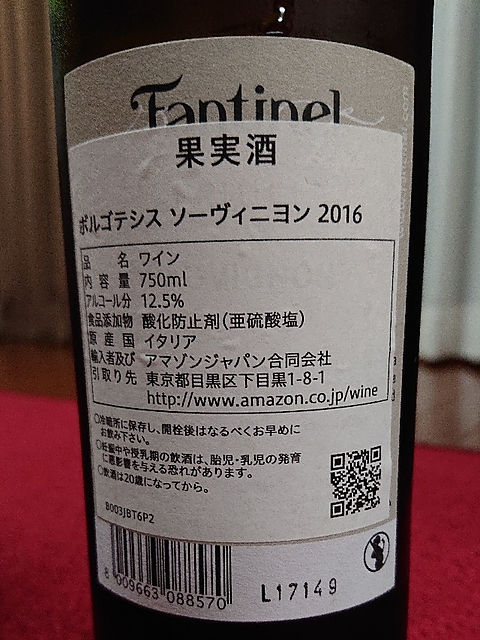 Fantinel
果実酒
ボルゴテシス ソーヴィニヨン 2016
品 名 ワイン
内 容 量 750ml
アルコール分 12.5%
食品添加物 酸化防止剤(亜硫酸塩)
原 産 国 イタリア
輸入者及び アマゾンジャパン合同会社
引取り先 東京都目黒区下目黒1-8-1
http://www.amazon.co.jp/wine
○冷暗所に保存し、開栓後はなるべくお早めに
お飲み下さい。
○妊娠中や授乳期の飲酒は、胎児・乳児の発育
に悪影響を与える恐れがあります。
○飲酒は20歳になってから。
B003JBT6P2
8 009663 088570
L17149